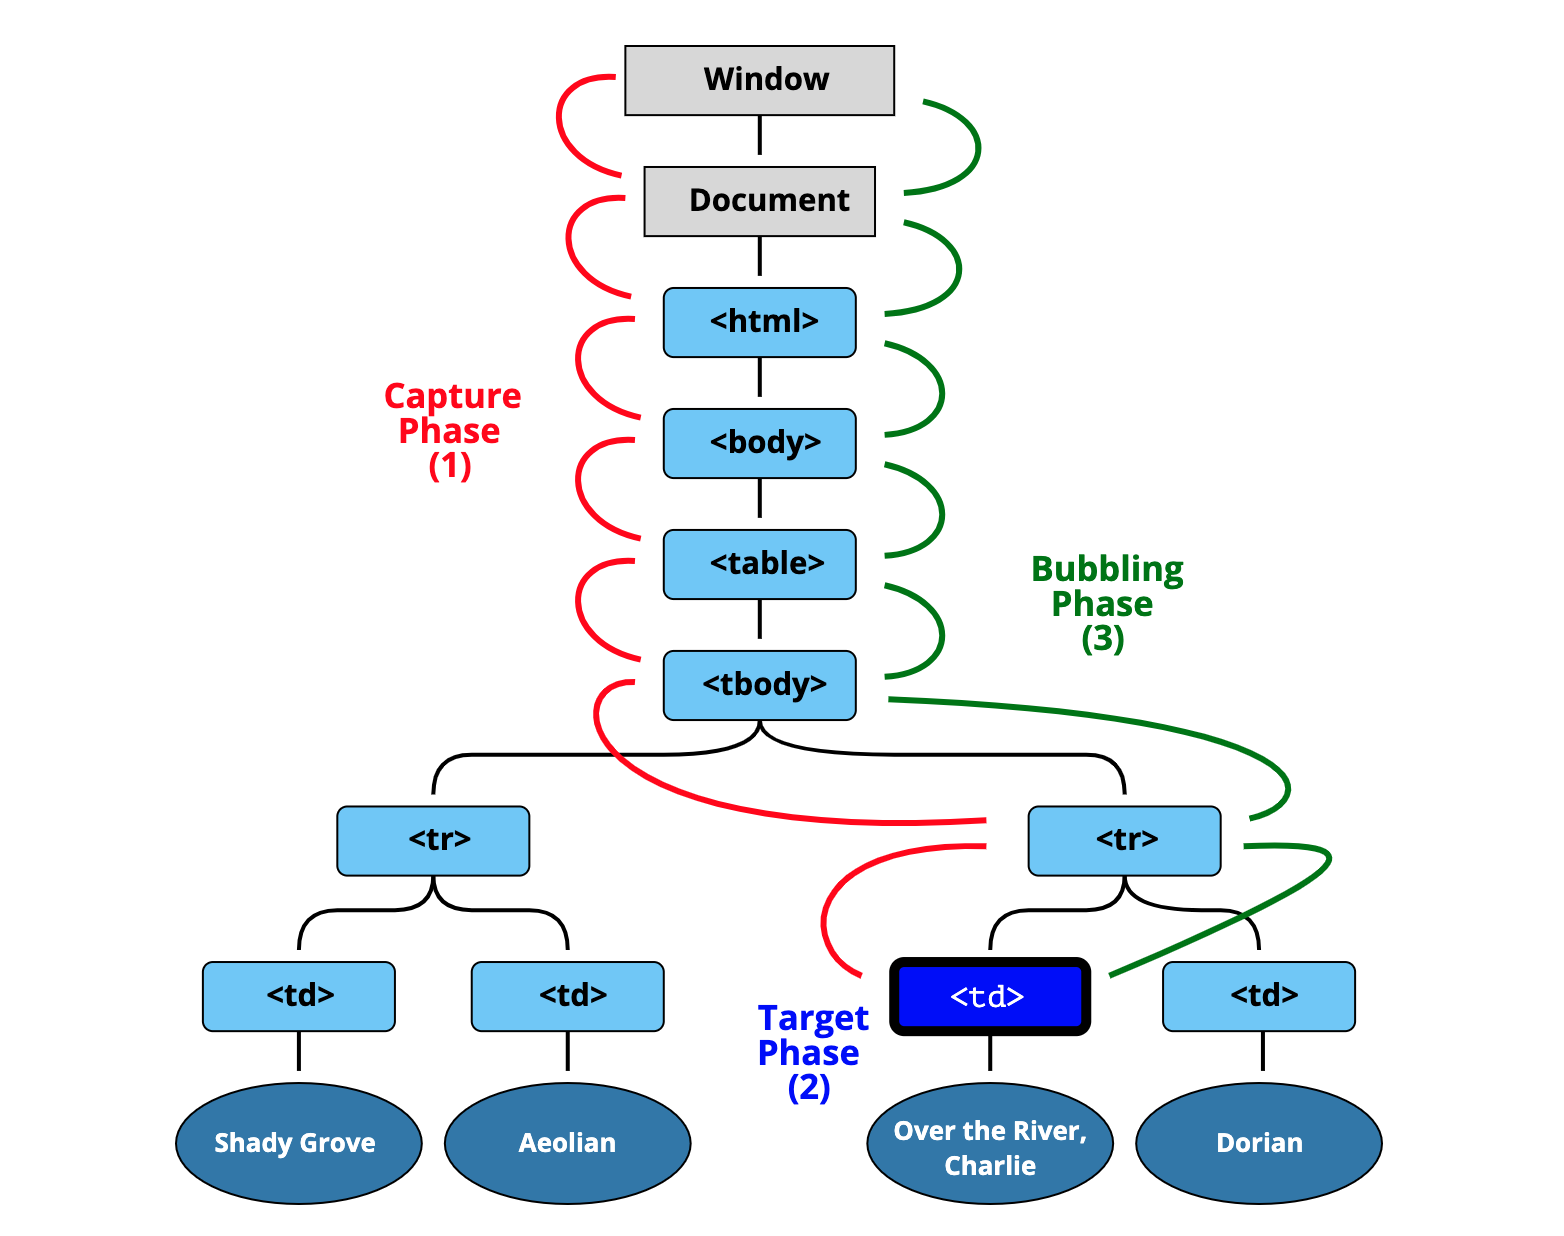 Window
Document
<html>
Capture
Phase
(1)
<body>
<table>
Bubbling
Phase
(3)
<tbody>
<tr>
<tr>
<td>
<td>
<td>
<td>
Target
Phase
(2)
Shady Grove
Aeolian
Over the River,
Charlie
Dorian